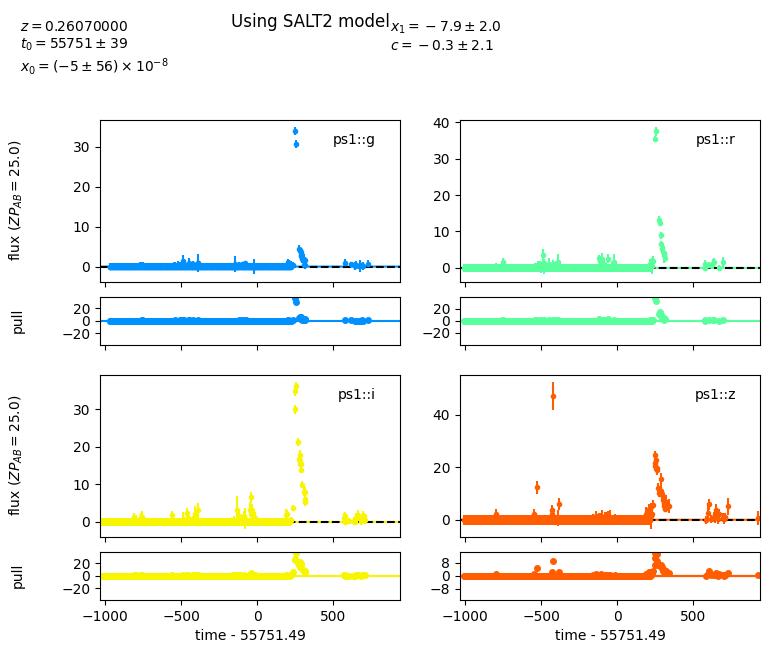 Using SALT2 model
z = 0.26070000
t₀ = 55751 ± 39
x₀ = (−5 ± 56) × 10⁻⁸
x₁ = −7.9 ± 2.0
c = −0.3 ± 2.1
flux (ZP_AB = 25.0)
30
20
10
0
ps1::g
40
30
20
10
0
ps1::r
pull
20
0
−20
20
0
−20
flux (ZP_AB = 25.0)
30
20
10
0
ps1::i
40
20
0
ps1::z
pull
20
0
−20
8
0
−8
−1000 −500 0 500
−1000 −500 0 500
time - 55751.49
time - 55751.49